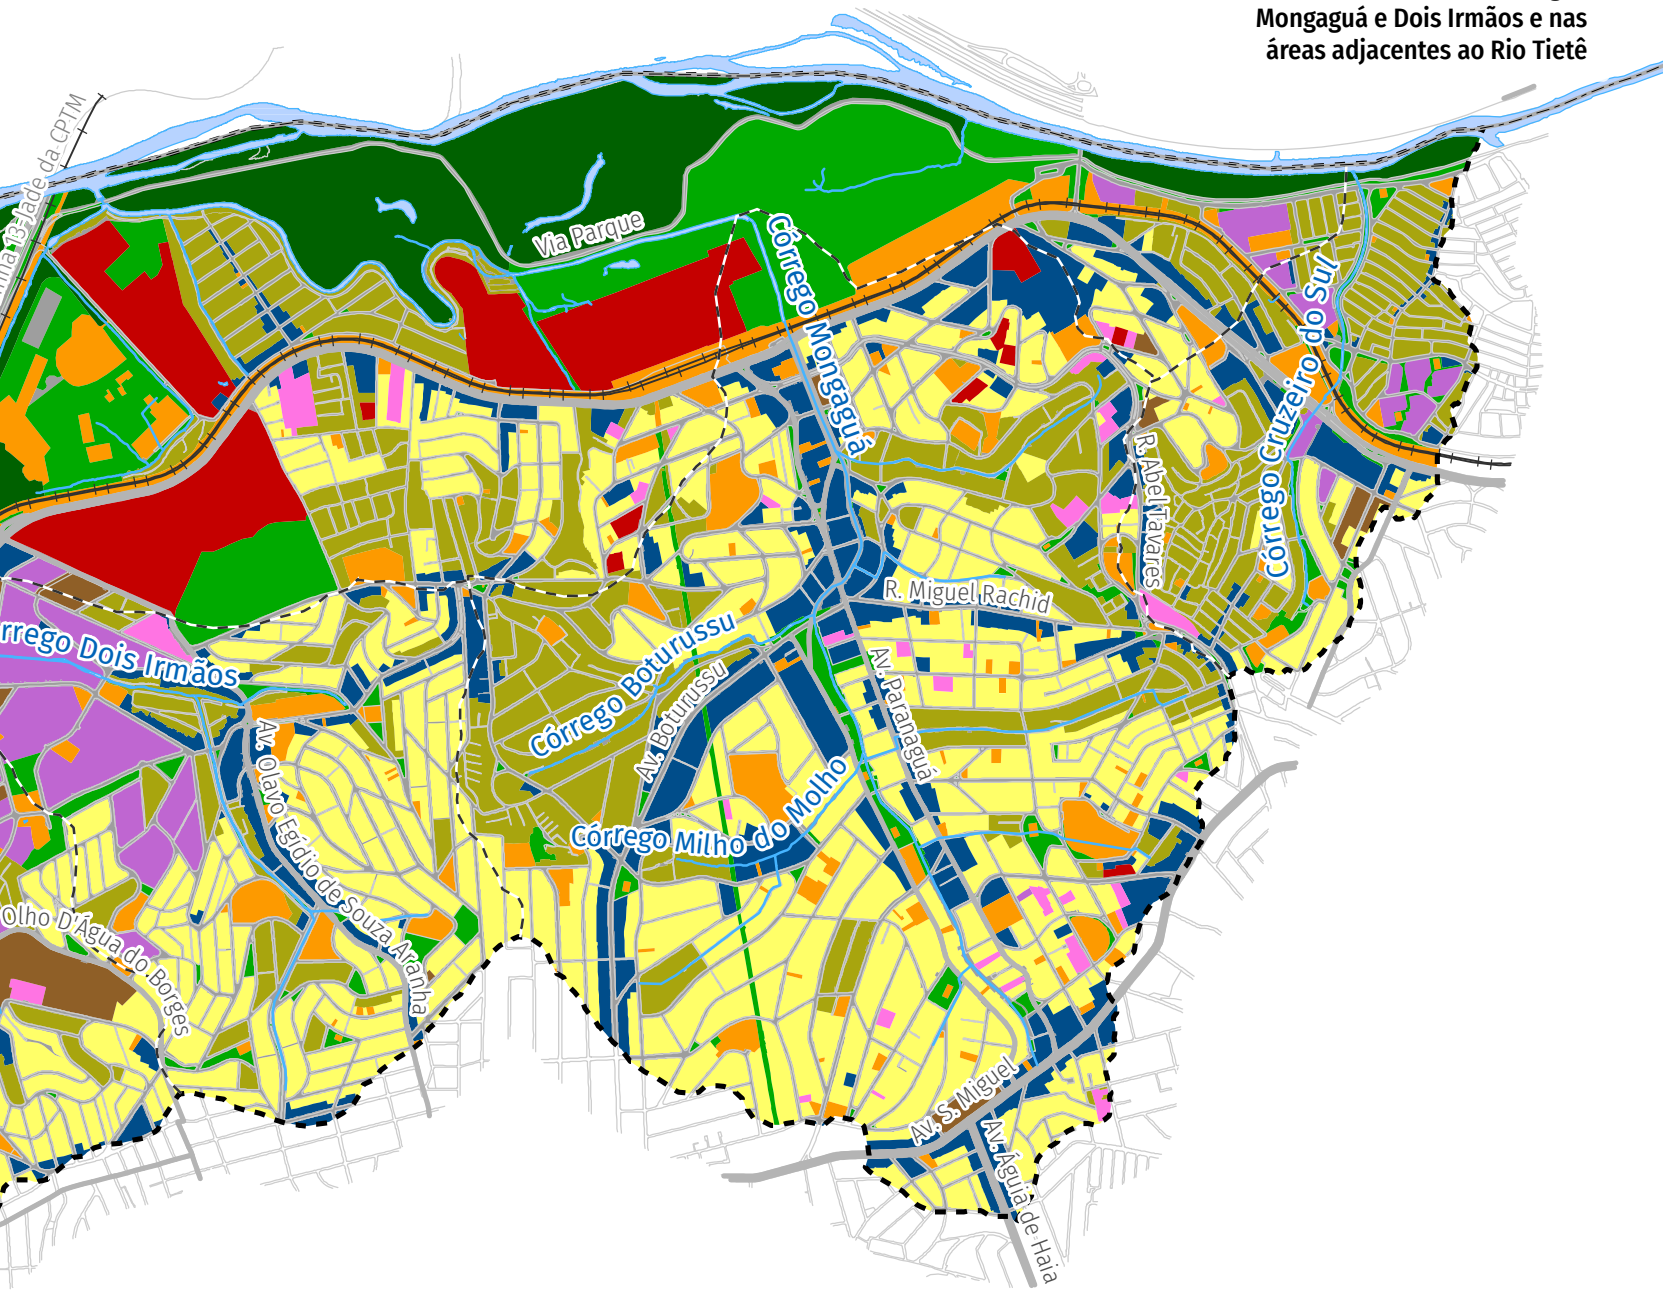 Mongaguá e Dois Irmãos e nas
áreas adjacentes ao Rio Tietê
13-Jade da CPTM
Via Parque
Córrego Mongaguá
Córrego Cruzeiro do Sul
R. Abel Tavares
R. Miguel Rachid
rrego Dois Irmãos
Córrego Boturussu
Av. Boturussu
Av. Paranaguá
Av. Olavo Egídio de Souza Aranha
Córrego Milho do Molho
Olho D'Água do Borges
Av. S. Miguel
Av. Águia de Haia